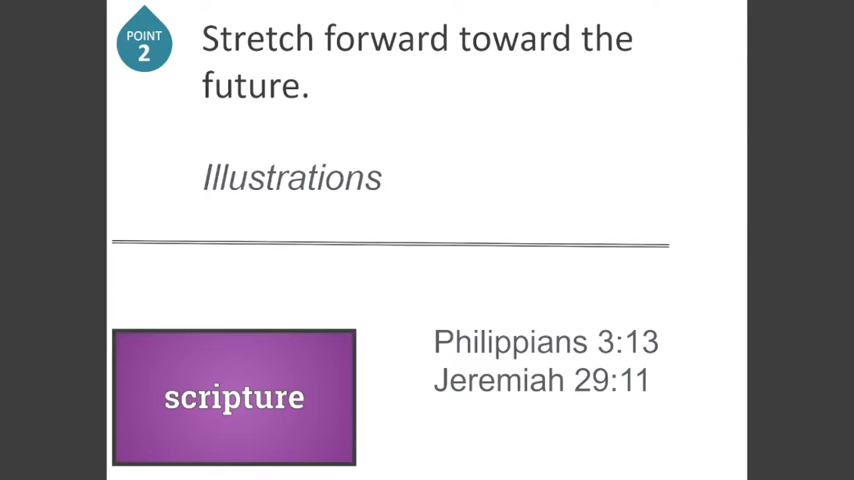 POINT
2
Stretch forward toward the
future.
Illustrations
scripture
Philippians 3:13
Jeremiah 29:11